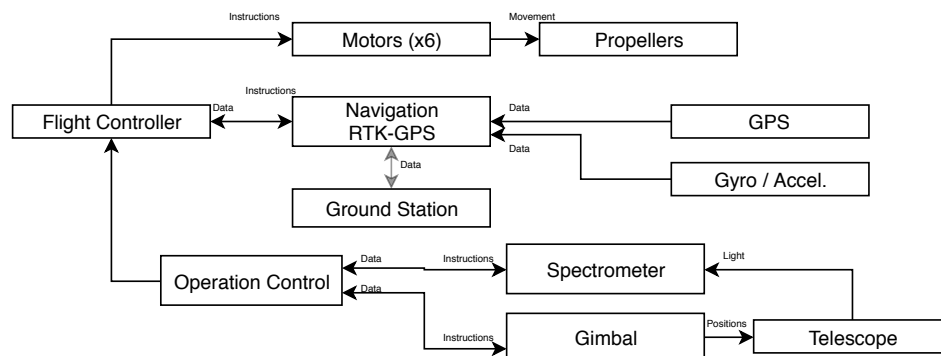 Instructions
Movement
Motors (x6)
Propellers
Data
Instructions
Flight Controller
Navigation
RTK-GPS
Data
GPS
Data
Gyro / Accel.
Data
Ground Station
Operation Control
Data
Instructions
Spectrometer
Light
Data
Instructions
Gimbal
Positions
Telescope